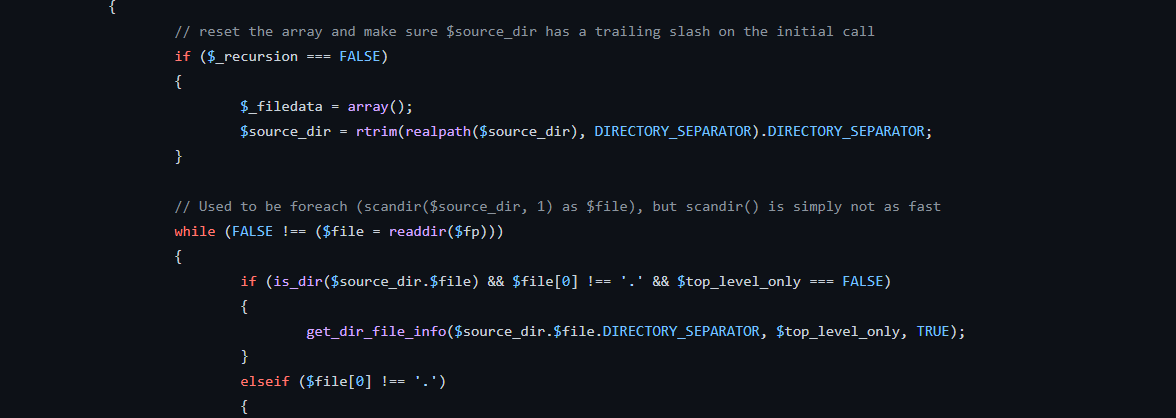 {
// reset the array and make sure $source_dir has a trailing slash on the initial call
if ($_recursion === FALSE)
{
$_filedata = array();
$source_dir = rtrim(realpath($source_dir), DIRECTORY_SEPARATOR).DIRECTORY_SEPARATOR;
}
// Used to be foreach (scandir($source_dir, 1) as $file), but scandir() is simply not as fast
while (FALSE !== ($file = readdir($fp)))
{
if (is_dir($source_dir.$file) && $file[0] !== '.' && $top_level_only === FALSE)
{
get_dir_file_info($source_dir.$file.DIRECTORY_SEPARATOR, $top_level_only, TRUE);
}
elseif ($file[0] !== '.')
{